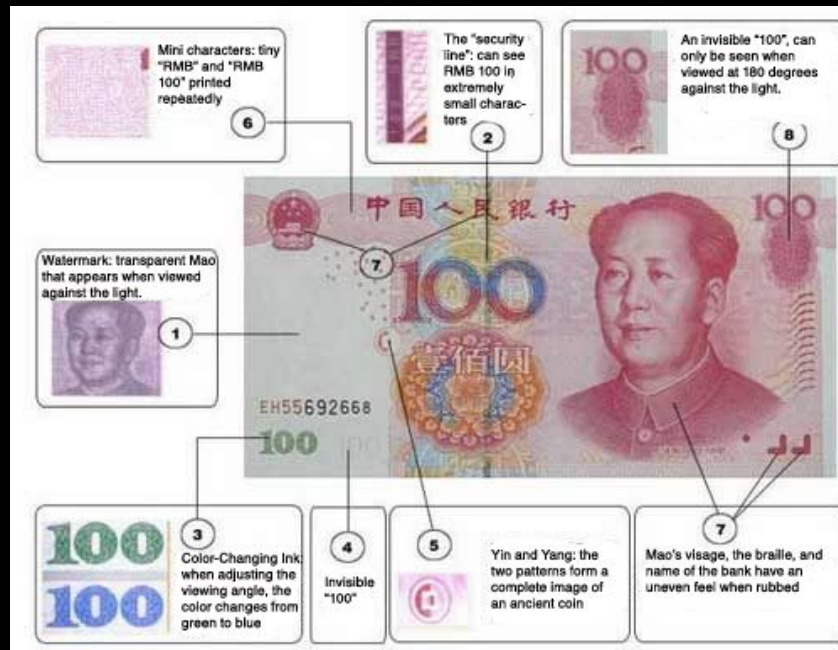 Mini characters: tiny
"RMB" and "RMB
100" printed
repeatedly
6
The "security
line": can see
RMB 100 in
extremely
small charac-
ters
2
100
An invisible "100", can
only be seen when
viewed at 180 degrees
against the light.
8
中国人民银行
100
7
100
Watermark: transparent Mao
that appears when viewed
against the light.
1
壹佰圆
EH55692668
100
100
100
100
3
Color-Changing Ink:
when adjusting the
viewing angle, the
color changes from
green to blue
4
Invisible
"100"
5
Yin and Yang: the
two patterns form a
complete image of
an ancient coin
7
Mao's visage, the braille, and
name of the bank have an
uneven feel when rubbed